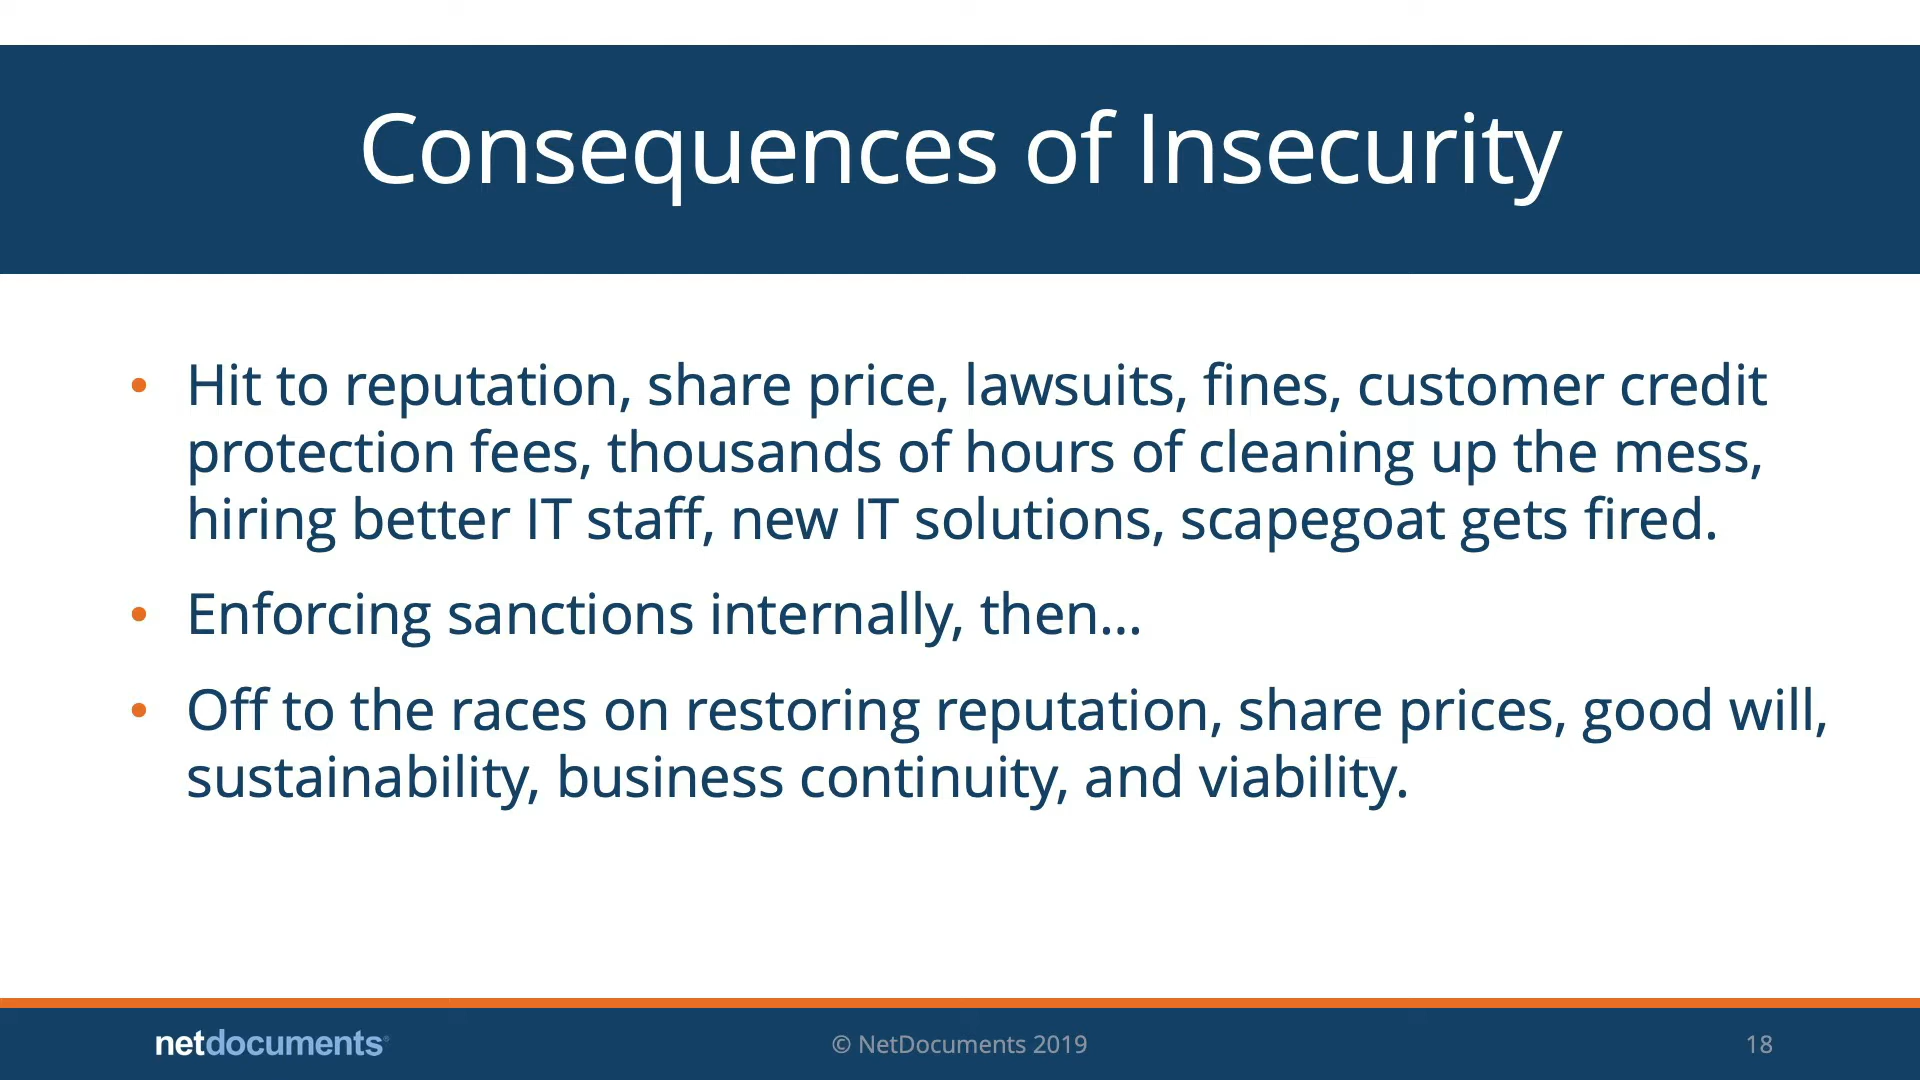 Consequences of Insecurity
• Hit to reputation, share price, lawsuits, fines, customer credit
protection fees, thousands of hours of cleaning up the mess,
hiring better IT staff, new IT solutions, scapegoat gets fired.
• Enforcing sanctions internally, then...
• Off to the races on restoring reputation, share prices, good will,
sustainability, business continuity, and viability.
netdocuments®
© NetDocuments 2019
18